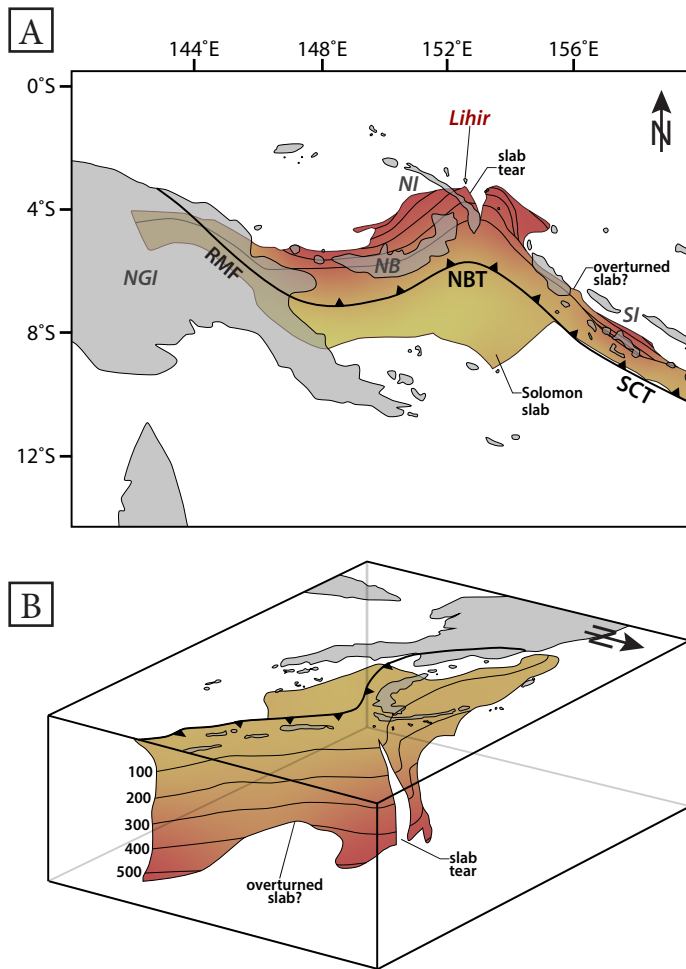 A
144°E 148°E 152°E 156°E
0°S
4°S
8°S
12°S
N
Lihir
slab
tear
NI
NB
NGI
RMF
NBT
overturned
slab?
SI
SCT
Solomon
slab
B
N
100
200
300
400
500
overturned
slab?
slab
tear